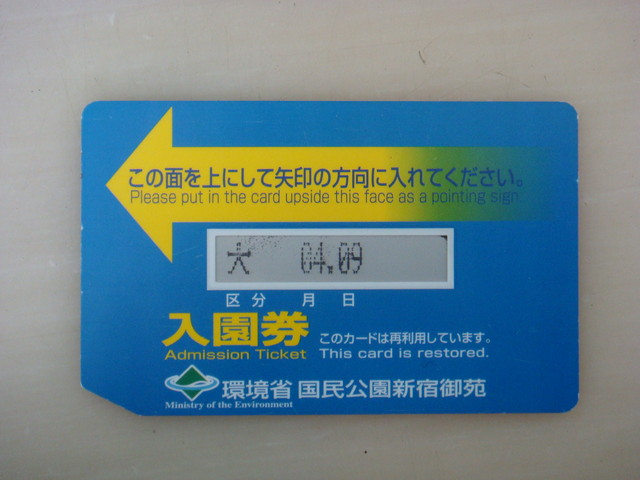 この面を上にして矢印の方向に入れてください。
Please put in the card upside this face as a pointing sign.
大 04.09
区分 月 日
入園券 このカードは再利用しています。
Admission Ticket This card is restored.
環境省 国民公園新宿御苑
Ministry of the Environment